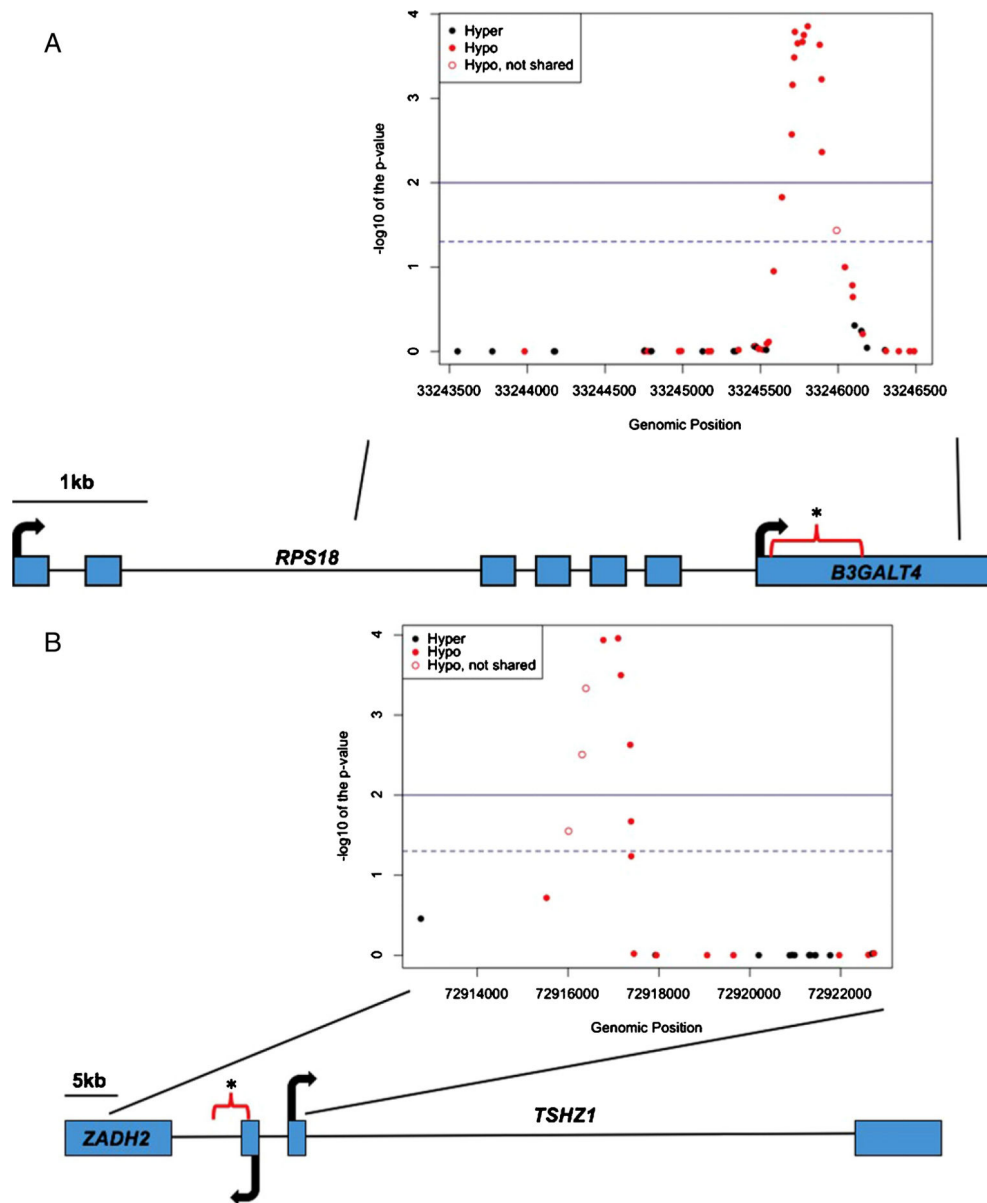 A
Hyper
Hypo
Hypo, not shared
-log10 of the p-value
4
3
2
1
0
33243500 33244000 33244500 33245000 33245500 33246000 33246500
Genomic Position
1kb
*
RPS18
B3GALT4
B
Hyper
Hypo
Hypo, not shared
-log10 of the p-value
4
3
2
1
0
72914000 72916000 72918000 72920000 72922000
Genomic Position
5kb
*
ZADH2
TSHZ1